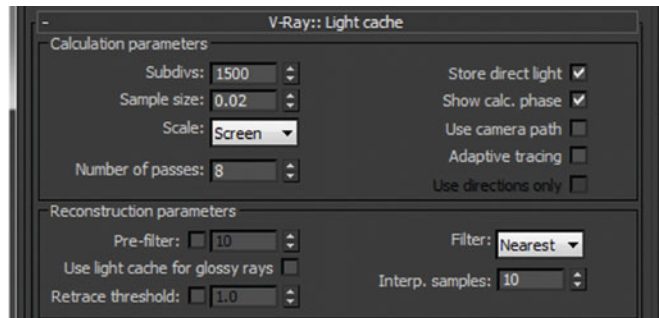 - V-Ray:: Light cache
Calculation parameters
Subdivs: 1500 Store direct light
Sample size: 0.02 Show calc. phase
Scale: Screen Use camera path
Adaptive tracing
Number of passes: 8
Use directions only
Reconstruction parameters
Pre-filter: 10 Filter: Nearest
Use light cache for glossy rays
Interp. samples: 10
Retrace threshold: 1.0